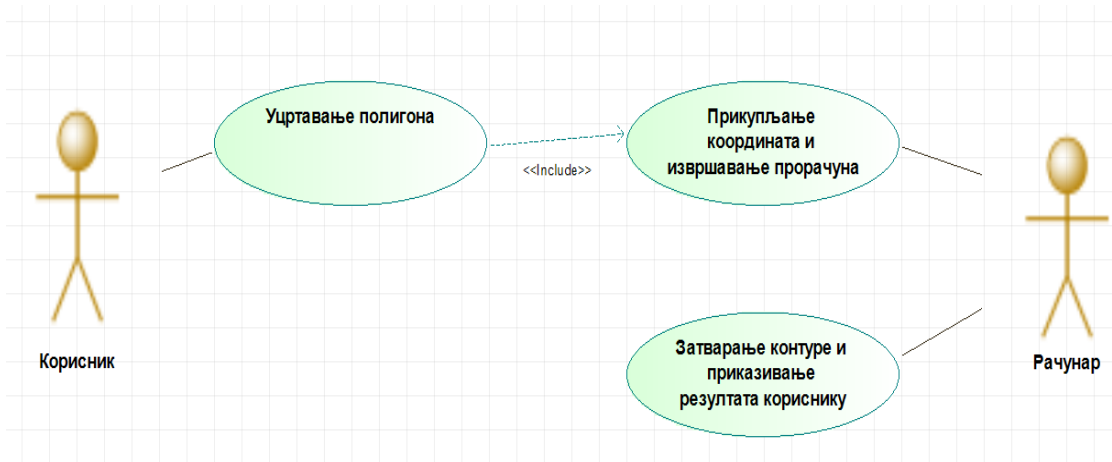 Уцртавање полигона
<<Include>>
Прикупљање
координата и
извршавање прорачуна
Корисник
Затварање контуре и
приказивање
резултата кориснику
Рачунар